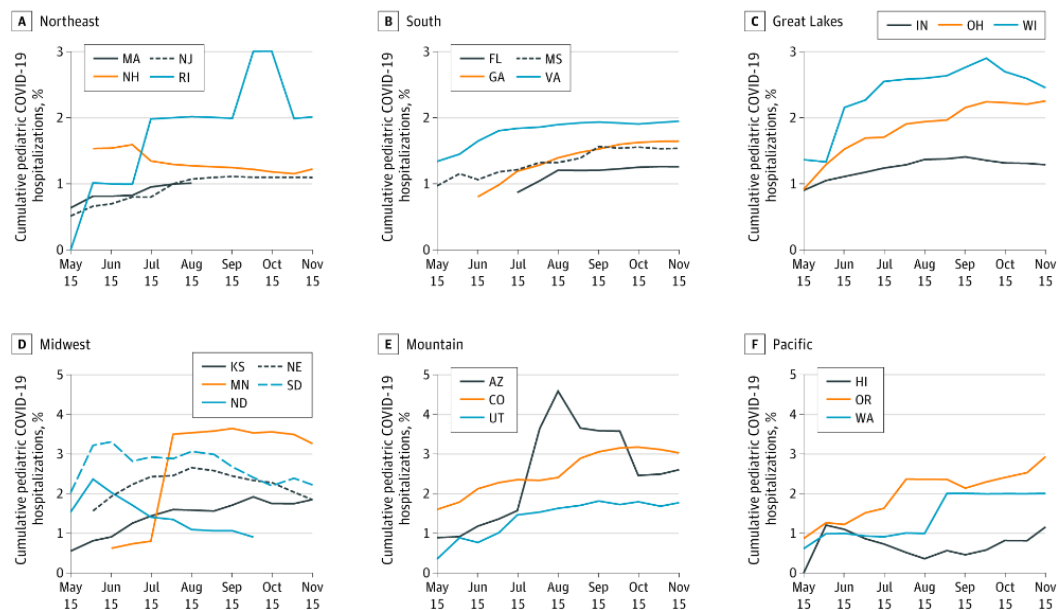 A Northeast
Cumulative pediatric COVID-19
hospitalizations, %
3
2
1
0
MA NJ
NH RI
May Jun Jul Aug Sep Oct Nov
15 15 15 15 15 15 15
B South
Cumulative pediatric COVID-19
hospitalizations, %
3
2
1
0
FL MS
GA VA
May Jun Jul Aug Sep Oct Nov
15 15 15 15 15 15 15
C Great Lakes
IN OH WI
Cumulative pediatric COVID-19
hospitalizations, %
3
2
1
0
May Jun Jul Aug Sep Oct Nov
15 15 15 15 15 15 15
D Midwest
Cumulative pediatric COVID-19
hospitalizations, %
5
4
3
2
1
0
KS NE
MN SD
ND
May Jun Jul Aug Sep Oct Nov
15 15 15 15 15 15 15
E Mountain
Cumulative pediatric COVID-19
hospitalizations, %
5
4
3
2
1
0
AZ
CO
UT
May Jun Jul Aug Sep Oct Nov
15 15 15 15 15 15 15
F Pacific
Cumulative pediatric COVID-19
hospitalizations, %
5
4
3
2
1
0
HI
OR
WA
May Jun Jul Aug Sep Oct Nov
15 15 15 15 15 15 15